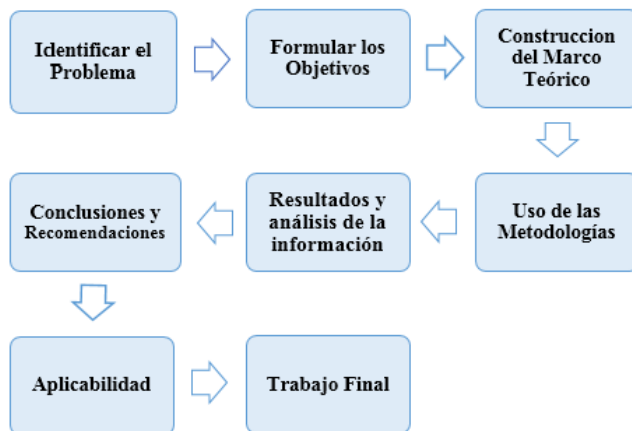 Identificar el
Problema
Formular los
Objetivos
Construccion
del Marco
Teórico
Uso de las
Metodologías
Resultados y
análisis de la
información
Conclusiones y
Recomendaciones
Aplicabilidad
Trabajo Final